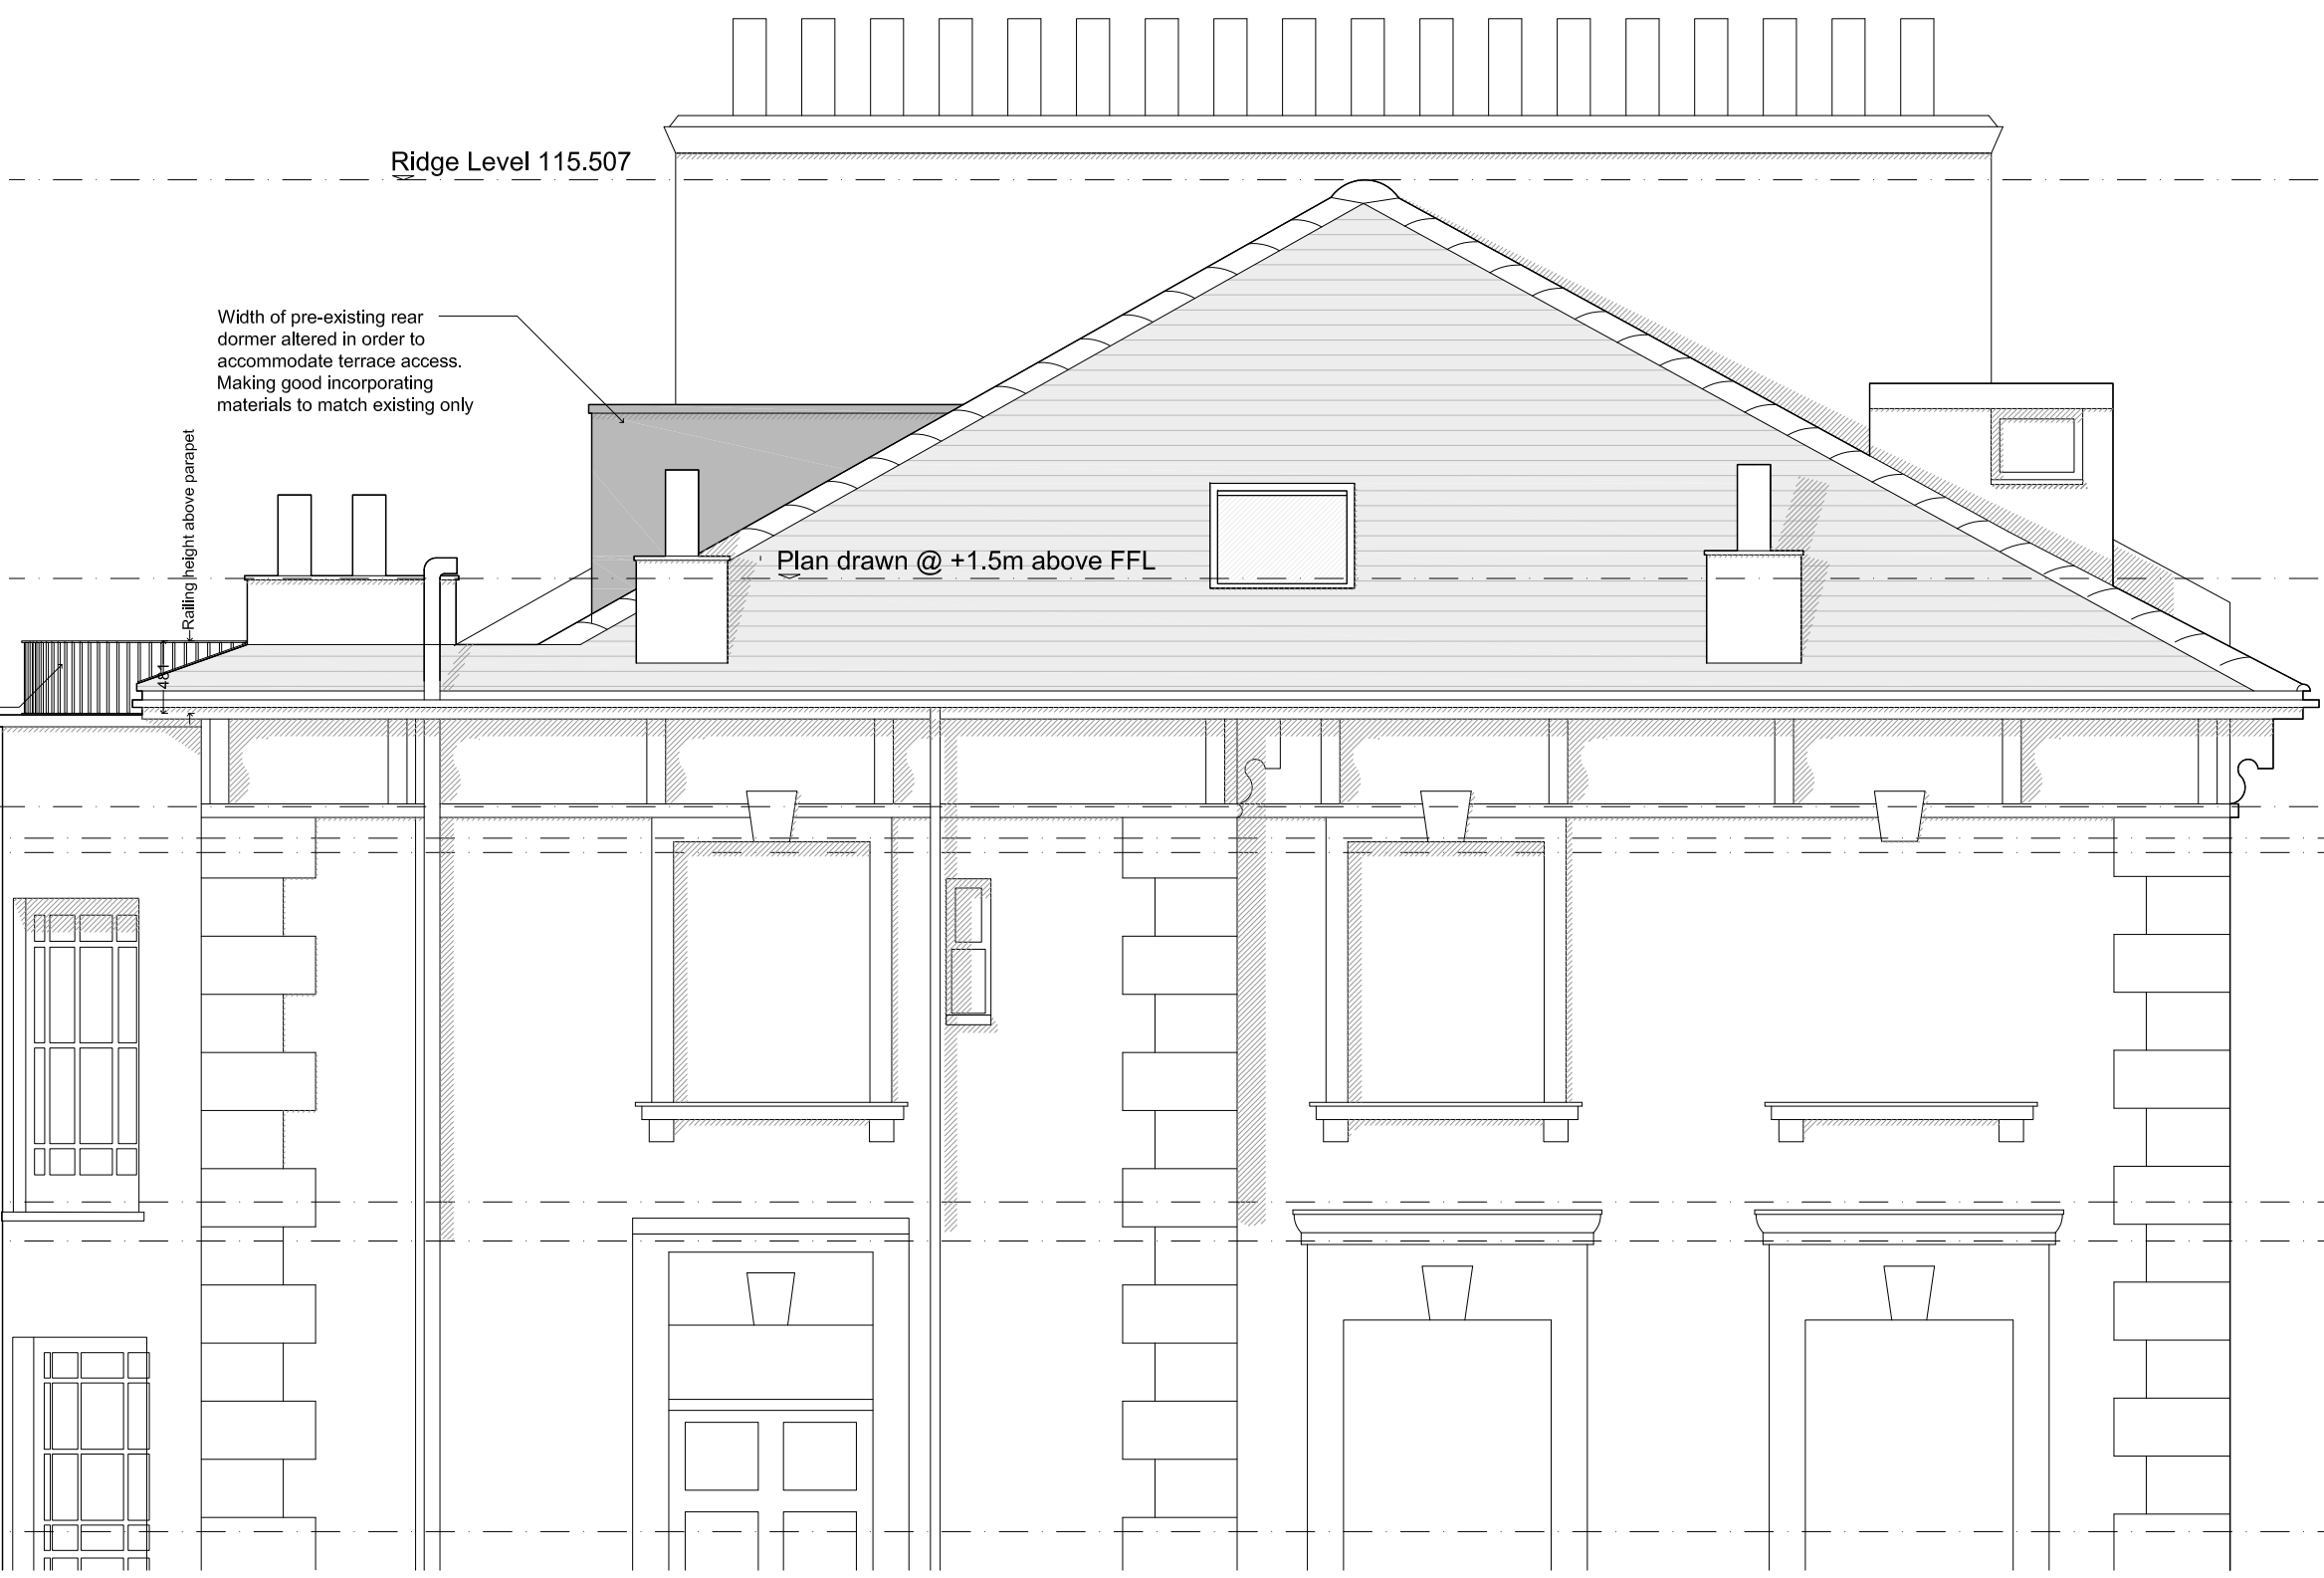 Ridge Level 115.507
Width of pre-existing rear
dormer altered in order to
accommodate terrace access.
Making good incorporating
materials to match existing only
Railing height above parapet
481
Plan drawn @ +1.5m above FFL